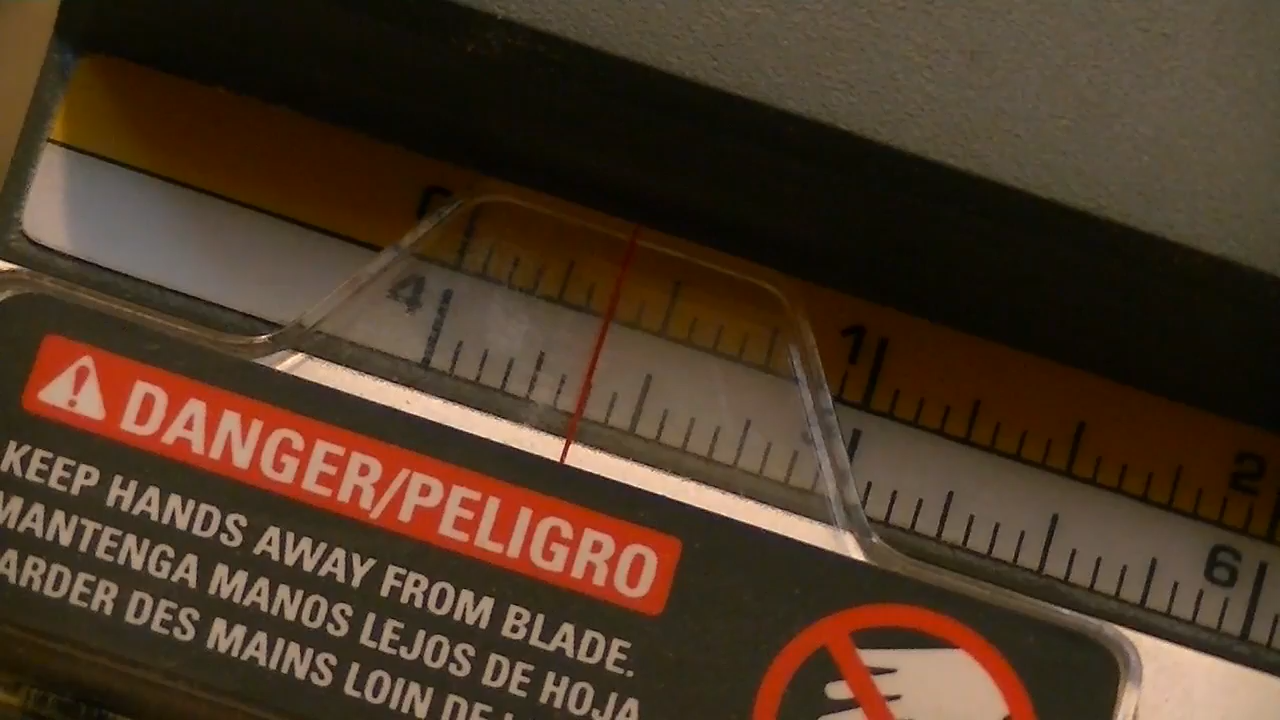 0
4
1
2
6
DANGER/PELIGRO
KEEP HANDS AWAY FROM BLADE.
MANTENGA MANOS LEJOS DE HOJA
ARDER DES MAINS LOIN DE